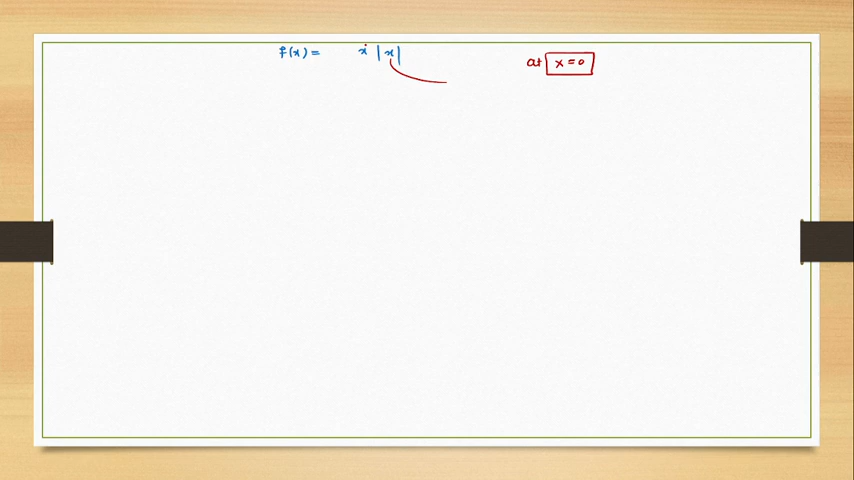 f(x) = x |x|
at x = 0